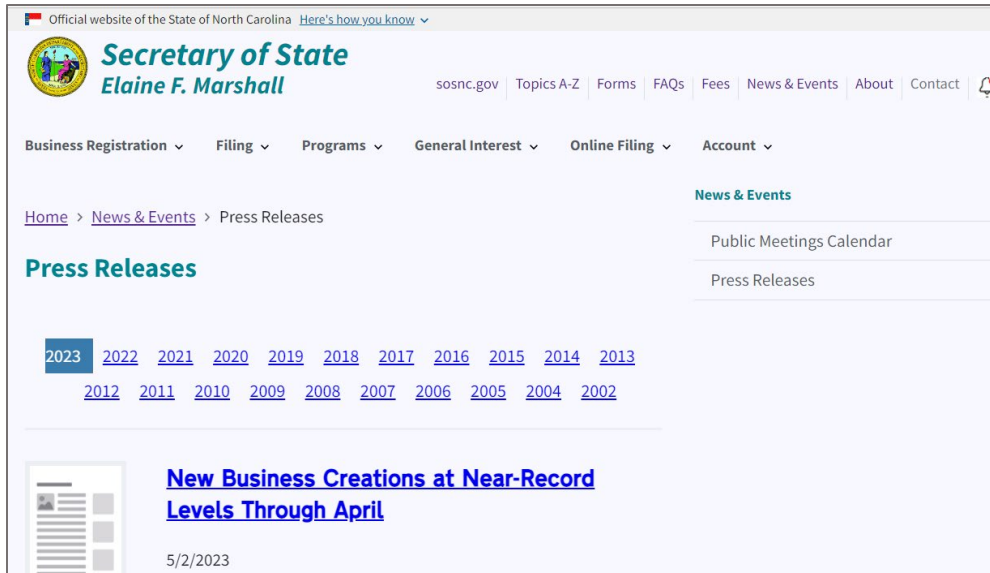 Official website of the State of North Carolina Here's how you know
Secretary of State
Elaine F. Marshall
sosnc.gov Topics A-Z Forms FAQs Fees News & Events About Contact
Business Registration Filing Programs General Interest Online Filing Account
News & Events
Home > News & Events > Press Releases
Public Meetings Calendar
Press Releases
Press Releases
2023 2022 2021 2020 2019 2018 2017 2016 2015 2014 2013
2012 2011 2010 2009 2008 2007 2006 2005 2004 2002
New Business Creations at Near-Record
Levels Through April
5/2/2023